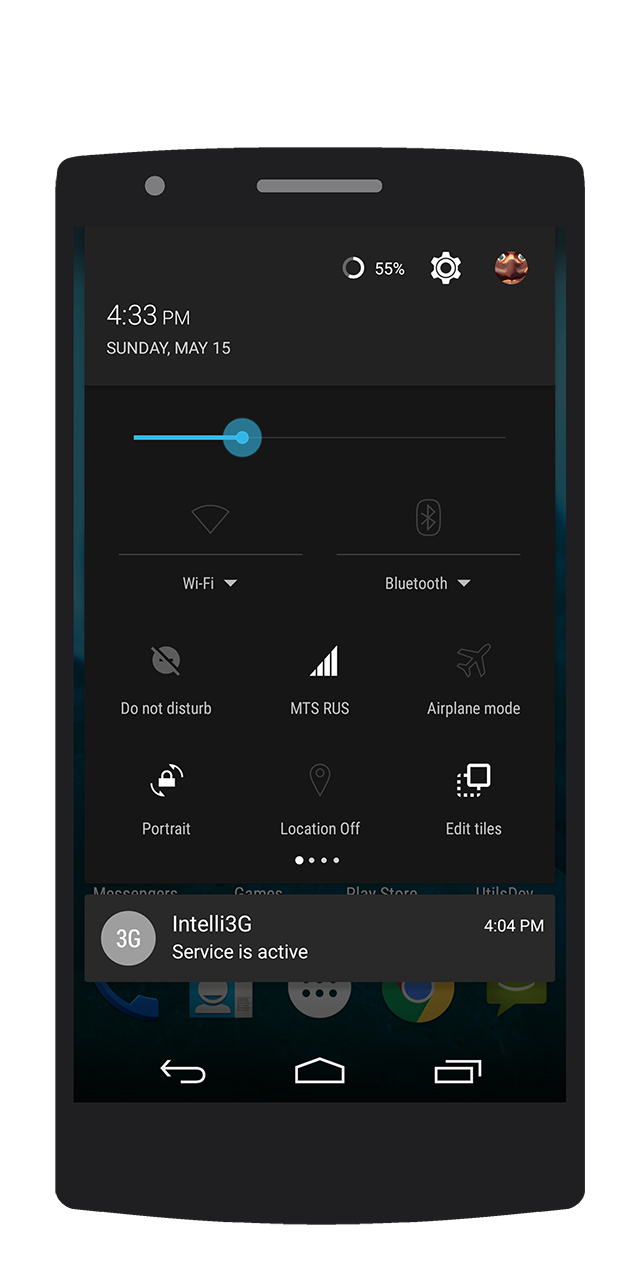 55%
4:33 PM
SUNDAY, MAY 15
Wi-Fi
Bluetooth
Do not disturb
MTS RUS
Airplane mode
Portrait
Location Off
Edit tiles
Messengers
Games
Play Store
UtilsDev
3G
Intelli3G
4:04 PM
Service is active